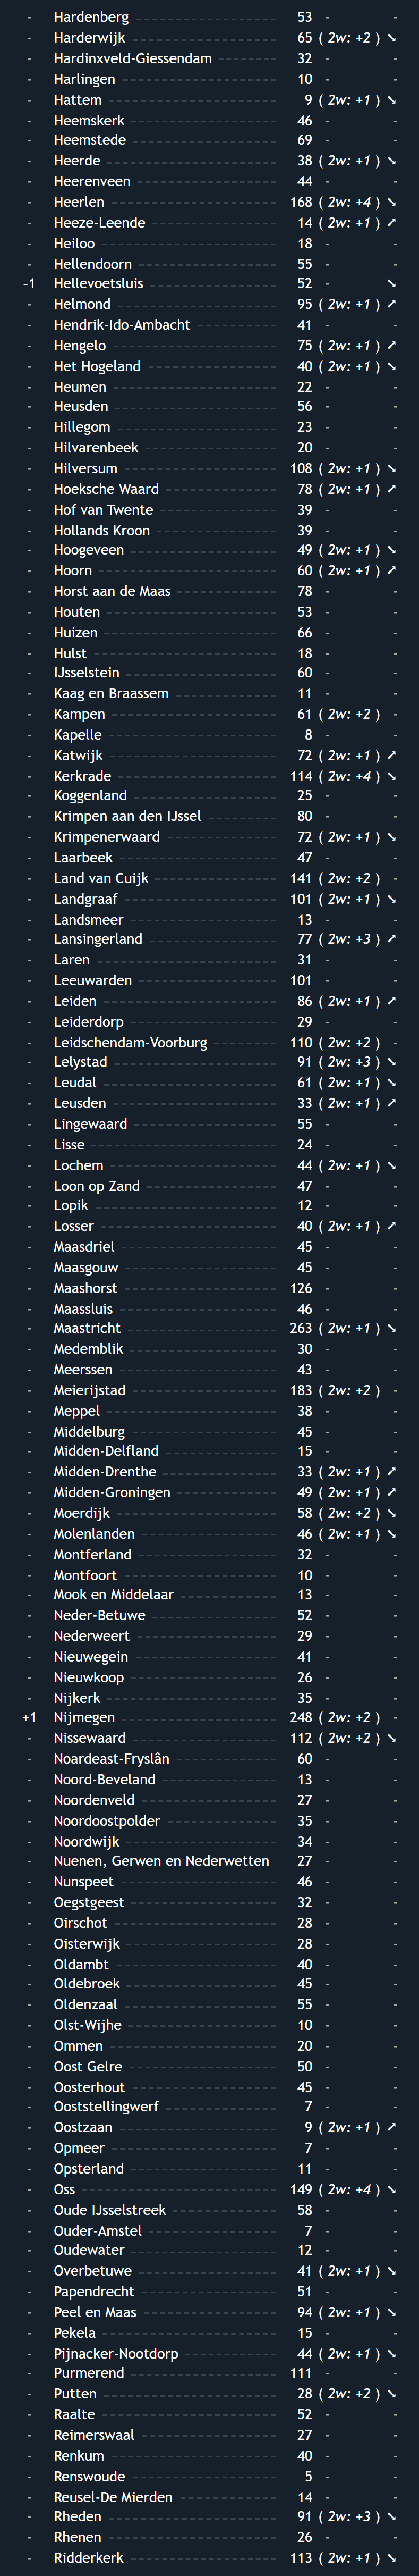 - Hardenberg 53 - -
- Harderwijk 65 ( 2w: +2 ) ➘
- Hardinxveld-Giessendam 32 - -
- Harlingen 10 - -
- Hattem 9 ( 2w: +1 ) ➘
- Heemskerk 46 - -
- Heemstede 69 - -
- Heerde 38 ( 2w: +1 ) ➘
- Heerenveen 44 - -
- Heerlen 168 ( 2w: +4 ) ➘
- Heeze-Leende 14 ( 2w: +1 ) ➚
- Heiloo 18 - -
- Hellendoorn 55 - -
-1 Hellevoetsluis 52 - ➘
- Helmond 95 ( 2w: +1 ) ➚
- Hendrik-Ido-Ambacht 41 - -
- Hengelo 75 ( 2w: +1 ) ➚
- Het Hogeland 40 ( 2w: +1 ) ➘
- Heumen 22 - -
- Heusden 56 - -
- Hillegom 23 - -
- Hilvarenbeek 20 - -
- Hilversum 108 ( 2w: +1 ) ➘
- Hoeksche Waard 78 ( 2w: +1 ) ➚
- Hof van Twente 39 - -
- Hollands Kroon 39 - -
- Hoogeveen 49 ( 2w: +1 ) ➘
- Hoorn 60 ( 2w: +1 ) ➚
- Horst aan de Maas 78 - -
- Houten 53 - -
- Huizen 66 - -
- Hulst 18 - -
- IJsselstein 60 - -
- Kaag en Braassem 11 - -
- Kampen 61 ( 2w: +2 ) -
- Kapelle 8 - -
- Katwijk 72 ( 2w: +1 ) ➚
- Kerkrade 114 ( 2w: +4 ) ➘
- Koggenland 25 - -
- Krimpen aan den IJssel 80 - -
- Krimpenerwaard 72 ( 2w: +1 ) ➘
- Laarbeek 47 - -
- Land van Cuijk 141 ( 2w: +2 ) -
- Landgraaf 101 ( 2w: +1 ) ➘
- Landsmeer 13 - -
- Lansingerland 77 ( 2w: +3 ) ➚
- Laren 31 - -
- Leeuwarden 101 - -
- Leiden 86 ( 2w: +1 ) ➚
- Leiderdorp 29 - -
- Leidschendam-Voorburg 110 ( 2w: +2 ) -
- Lelystad 91 ( 2w: +3 ) ➘
- Leudal 61 ( 2w: +1 ) ➘
- Leusden 33 ( 2w: +1 ) ➚
- Lingewaard 55 - -
- Lisse 24 - -
- Lochem 44 ( 2w: +1 ) ➘
- Loon op Zand 47 - -
- Lopik 12 - -
- Losser 40 ( 2w: +1 ) ➚
- Maasdriel 45 - -
- Maasgouw 45 - -
- Maashorst 126 - -
- Maassluis 46 - -
- Maastricht 263 ( 2w: +1 ) ➘
- Medemblik 30 - -
- Meerssen 43 - -
- Meierijstad 183 ( 2w: +2 ) -
- Meppel 38 - -
- Middelburg 45 - -
- Midden-Delfland 15 - -
- Midden-Drenthe 33 ( 2w: +1 ) ➚
- Midden-Groningen 49 ( 2w: +1 ) ➚
- Moerdijk 58 ( 2w: +2 ) ➘
- Molenlanden 46 ( 2w: +1 ) ➘
- Montferland 32 - -
- Montfoort 10 - -
- Mook en Middelaar 13 - -
- Neder-Betuwe 52 - -
- Nederweert 29 - -
- Nieuwegein 41 - -
- Nieuwkoop 26 - -
- Nijkerk 35 - -
+1 Nijmegen 248 ( 2w: +2 ) -
- Nissewaard 112 ( 2w: +2 ) ➘
- Noardeast-Fryslân 60 - -
- Noord-Beveland 13 - -
- Noordenveld 27 - -
- Noordoostpolder 35 - -
- Noordwijk 34 - -
- Nuenen, Gerwen en Nederwetten 27 - -
- Nunspeet 46 - -
- Oegstgeest 32 - -
- Oirschot 28 - -
- Oisterwijk 28 - -
- Oldambt 40 - -
- Oldebroek 45 - -
- Oldenzaal 55 - -
- Olst-Wijhe 10 - -
- Ommen 20 - -
- Oost Gelre 50 - -
- Oosterhout 45 - -
- Ooststellingwerf 7 - -
- Oostzaan 9 ( 2w: +1 ) ➚
- Opmeer 7 - -
- Opsterland 11 - -
- Oss 149 ( 2w: +4 ) ➘
- Oude IJsselstreek 58 - -
- Ouder-Amstel 7 - -
- Oudewater 12 - -
- Overbetuwe 41 ( 2w: +1 ) ➘
- Papendrecht 51 - -
- Peel en Maas 94 ( 2w: +1 ) ➘
- Pekela 15 - -
- Pijnacker-Nootdorp 44 ( 2w: +1 ) ➘
- Purmerend 111 - -
- Putten 28 ( 2w: +2 ) ➘
- Raalte 52 - -
- Reimerswaal 27 - -
- Renkum 40 - -
- Renswoude 5 - -
- Reusel-De Mierden 14 - -
- Rheden 91 ( 2w: +3 ) ➘
- Rhenen 26 - -
- Ridderkerk 113 ( 2w: +1 ) ➘